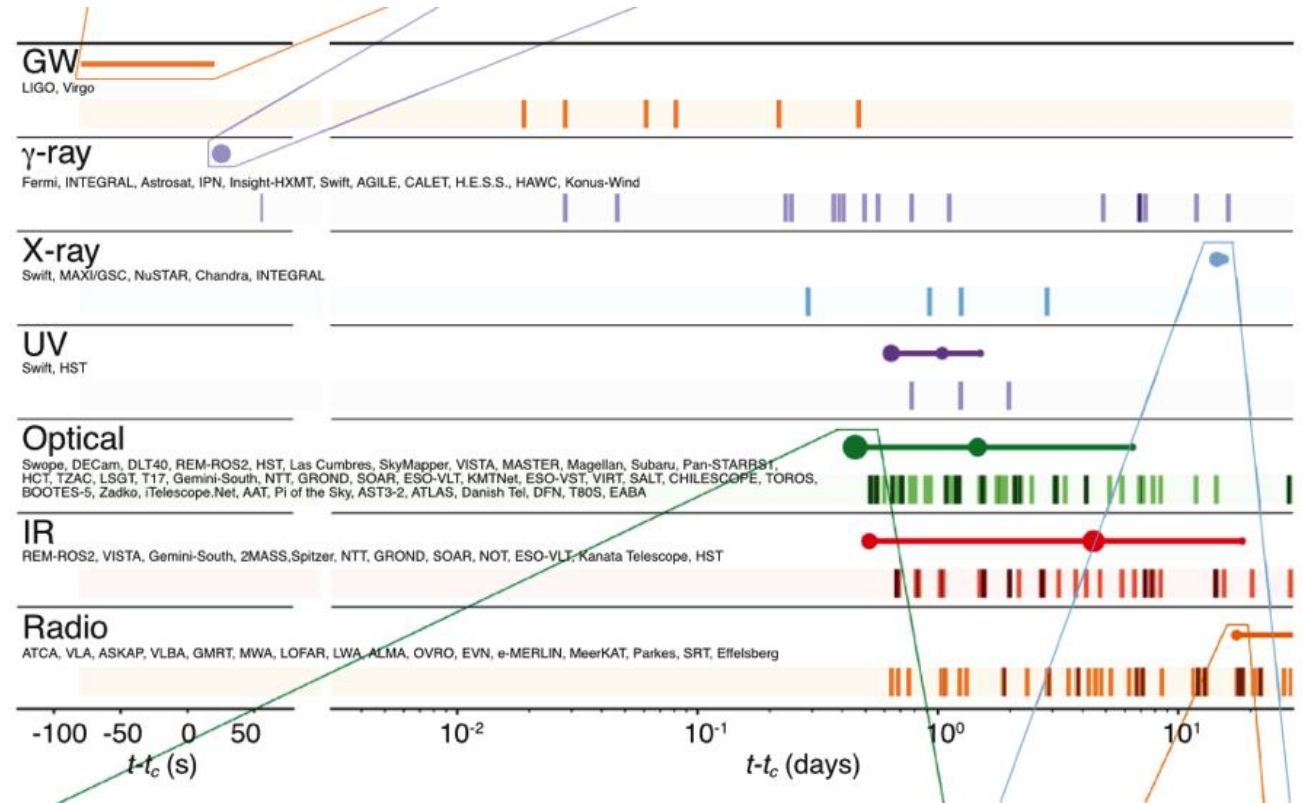 GW
LIGO, Virgo
γ-ray
Fermi, INTEGRAL, Astrosat, IPN, Insight-HXMT, Swift, AGILE, CALET, H.E.S.S., HAWC, Konus-Wind
X-ray
Swift, MAXI/GSC, NuSTAR, Chandra, INTEGRAL
UV
Swift, HST
Optical
Swope, DECam, DLT40, REM-ROS2, HST, Las Cumbres, SkyMapper, VISTA, MASTER, Magellan, Subaru, Pan-STARRS1,
HCT, TZAC, LSGT, T17, Gemini-South, NTT, GROND, SOAR, ESO-VLT, KMTNet, ESO-VST, VIRT, SALT, CHILESCOPE, TOROS,
BOOTES-5, Zadko, iTelescope.Net, AAT, Pi of the Sky, AST3-2, ATLAS, Danish Tel, DFN, T80S, EABA
IR
REM-ROS2, VISTA, Gemini-South, 2MASS,Spitzer, NTT, GROND, SOAR, NOT, ESO-VLT, Kanata Telescope, HST
Radio
ATCA, VLA, ASKAP, VLBA, GMRT, MWA, LOFAR, LWA, ALMA, OVRO, EVN, e-MERLIN, MeerKAT, Parkes, SRT, Effelsberg
-100 -50 0 50 10⁻² 10⁻¹ 10⁰ 10¹
t-t_c (s) t-t_c (days)